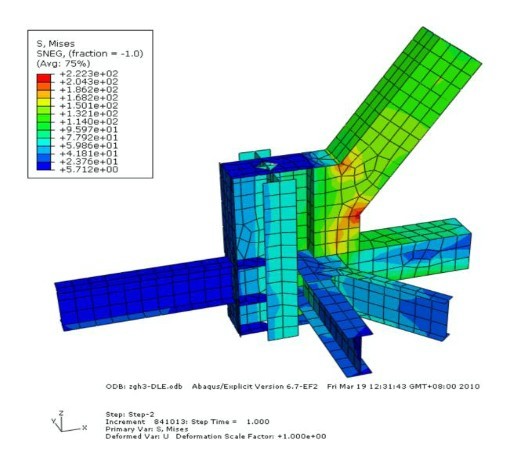 S, Mises
SNEG, (fraction = -1.0)
(Avg: 75%)
+2.223e+02
+2.043e+02
+1.862e+02
+1.682e+02
+1.501e+02
+1.321e+02
+1.140e+02
+9.597e+01
+7.792e+01
+5.986e+01
+4.181e+01
+2.376e+01
+5.712e+00
ODB: zgh3-DLE.odb Abaqus/Explicit Version 6.7-EF2 Fri Mar 19 12:31:43 GMT+08:00 2010
Z
Y
X
Step: Step-2
Increment 841013: Step Time = 1.000
Primary Var: S, Mises
Deformed Var: U Deformation Scale Factor: +1.000e+00